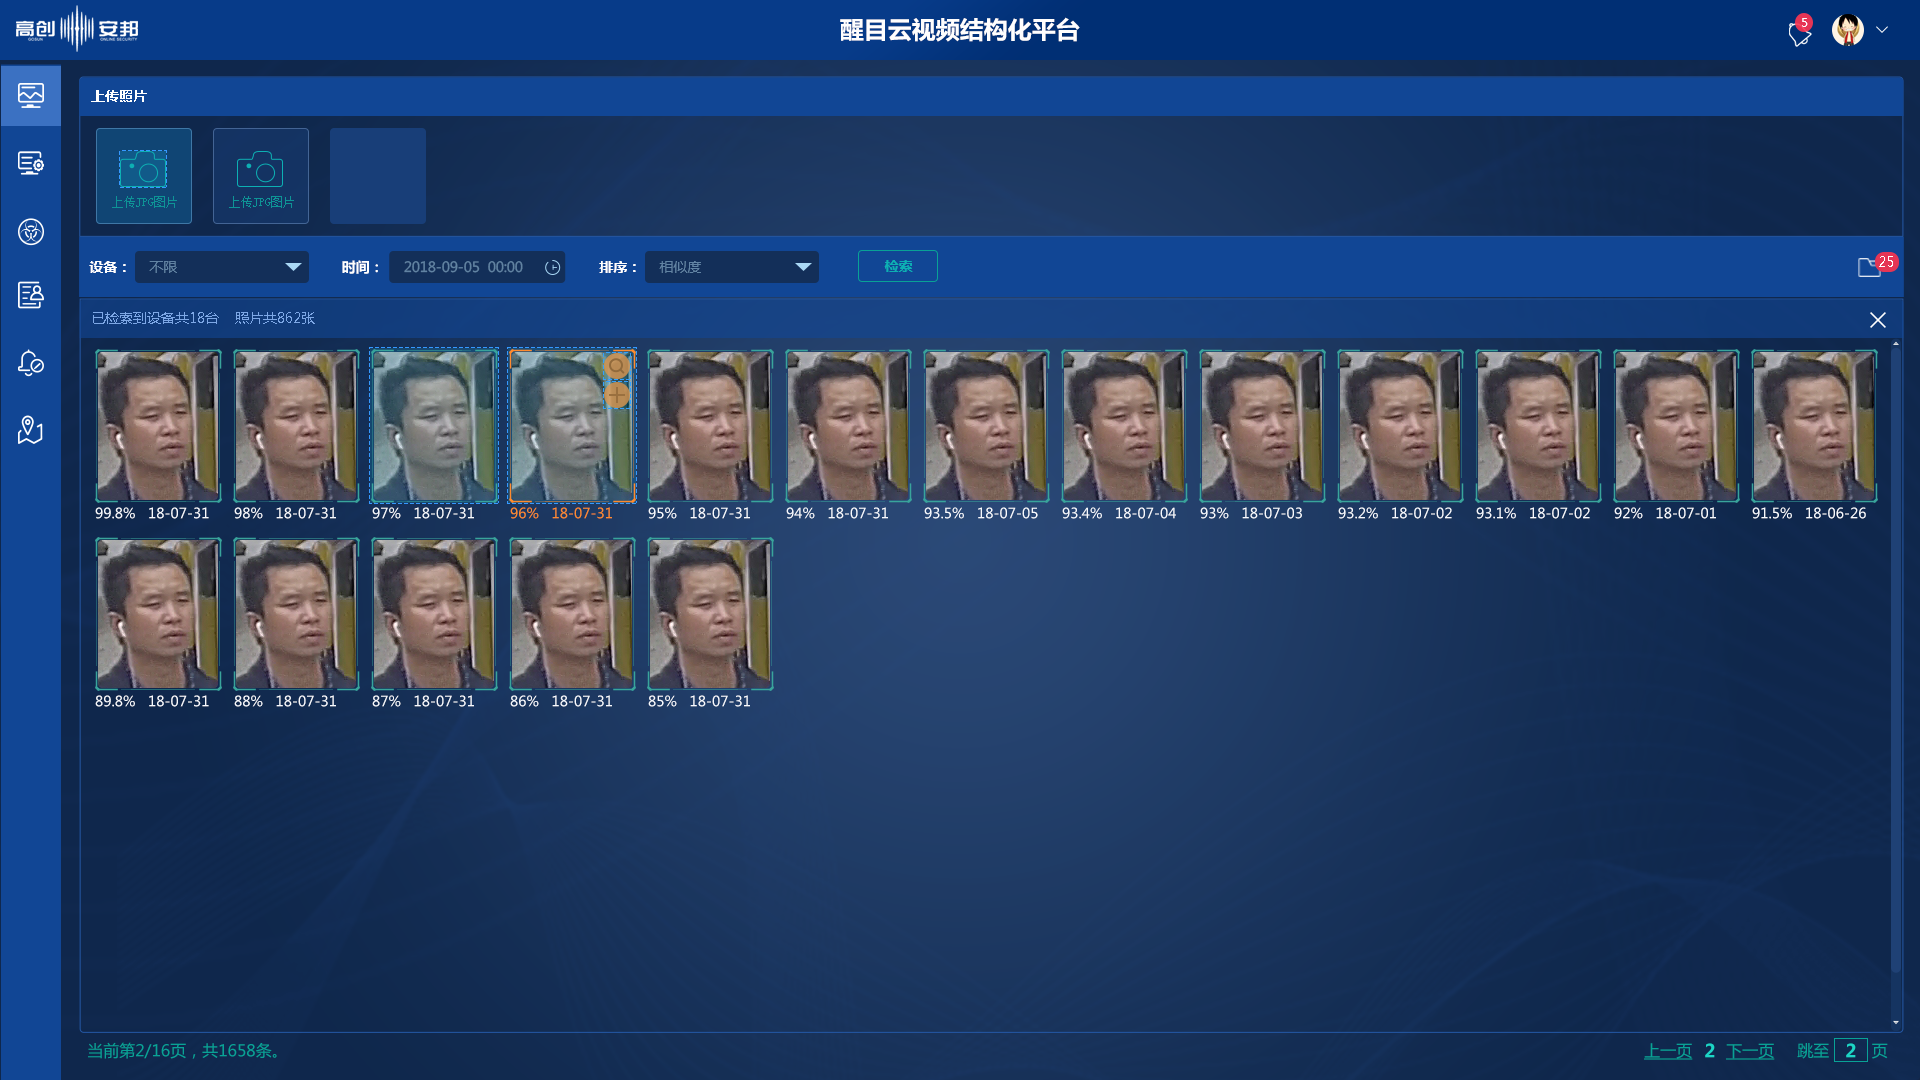 高创 安邦
GOSUN ONLINE SECURITY
醒目云视频结构化平台
5
上传照片
上传JPG图片 上传JPG图片
设备： 不限 时间： 2018-09-05 00:00 排序： 相似度 检索 25
已检索到设备共18台 照片共862张
99.8% 18-07-31 98% 18-07-31 97% 18-07-31 96% 18-07-31 95% 18-07-31 94% 18-07-31 93.5% 18-07-05 93.4% 18-07-04 93% 18-07-03 93.2% 18-07-02 93.1% 18-07-02 92% 18-07-01 91.5% 18-06-26
89.8% 18-07-31 88% 18-07-31 87% 18-07-31 86% 18-07-31 85% 18-07-31
当前第2/16页，共1658条。 上一页 2 下一页 跳至 2 页